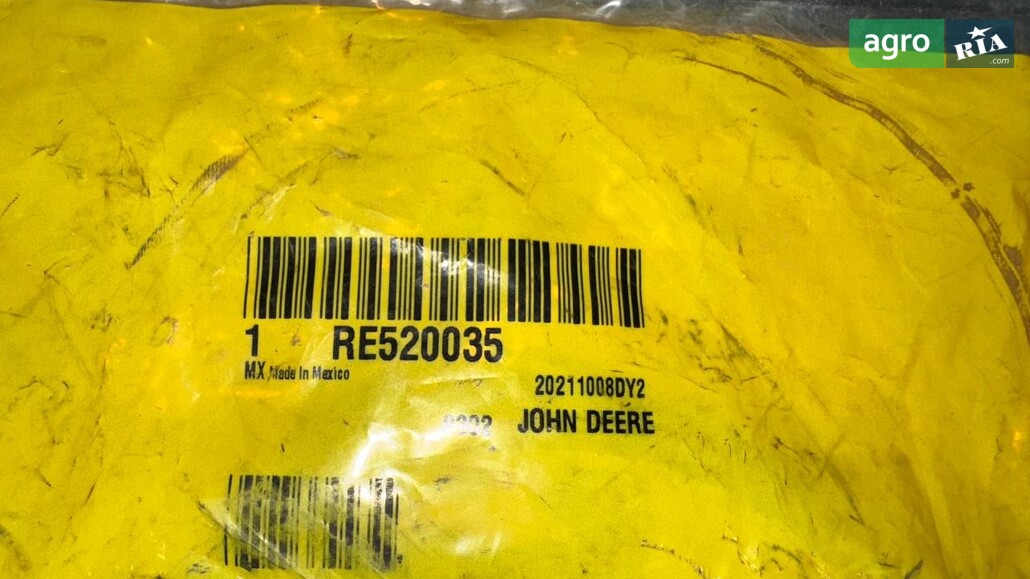 agro RIA .com
1 RE520035
MX Made In Mexico
20211008DY2
JOHN DEERE